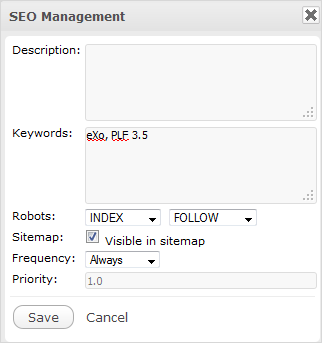 SEO Management
Description:
Keywords: eXo, PLF 3.5
Robots: INDEX FOLLOW
Sitemap: Visible in sitemap
Frequency: Always
Priority: 1.0
Save Cancel